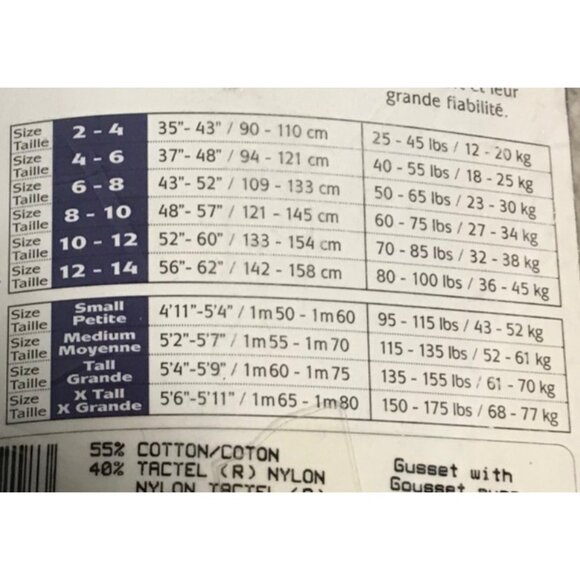 et leur
grande fiabilité.
Size Taille 2 - 4 35"- 43" / 90 - 110 cm 25 - 45 lbs / 12 - 20 kg
Size Taille 4 - 6 37"- 48" / 94 - 121 cm 40 - 55 lbs / 18 - 25 kg
Size Taille 6 - 8 43"- 52" / 109 - 133 cm 50 - 65 lbs / 23 - 30 kg
Size Taille 8 - 10 48"- 57" / 121 - 145 cm 60 - 75 lbs / 27 - 34 kg
Size Taille 10 - 12 52"- 60" / 133 - 154 cm 70 - 85 lbs / 32 - 38 kg
Size Taille 12 - 14 56"- 62" / 142 - 158 cm 80 - 100 lbs / 36 - 45 kg
Size Taille Small Petite 4'11"-5'4" / 1m50 - 1m60 95 - 115 lbs / 43 - 52 kg
Size Taille Medium Moyenne 5'2"-5'7" / 1m55 - 1m70 115 - 135 lbs / 52 - 61 kg
Size Taille Tall Grande 5'4"-5'9" / 1m60 - 1m75 135 - 155 lbs / 61 - 70 kg
Size Taille X Tall X Grande 5'6"-5'11" / 1m65 - 1m80 150 - 175 lbs / 68 - 77 kg
55% COTTON/COTON
40% TACTEL (R) NYLON
NYLON TACTEL (R)
Gusset with
Gousset